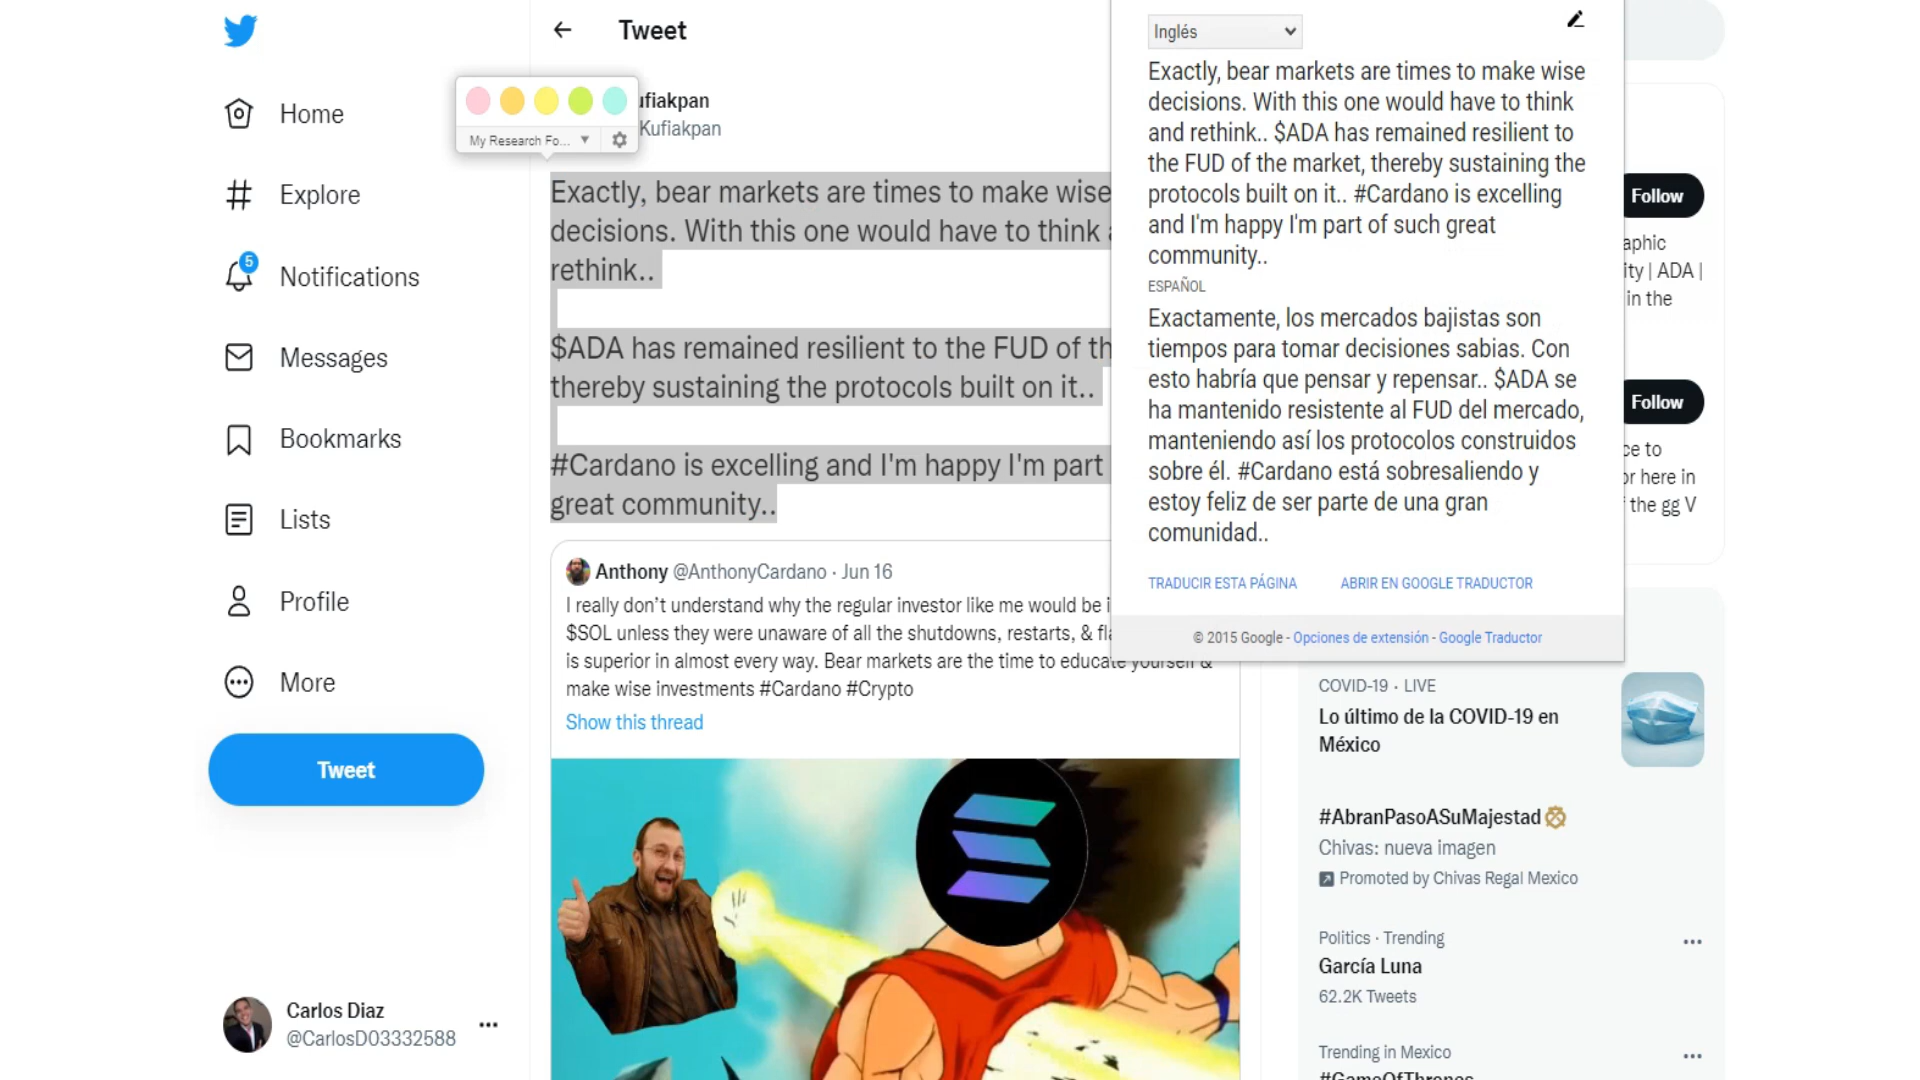 Home
Explore
5
Notifications
Messages
Bookmarks
Lists
Profile
More
Tweet
Carlos Diaz
@CarlosD03332588
Tweet
My Research Fo...
ufiakpan
Kufiakpan
Exactly, bear markets are times to make wise
decisions. With this one would have to think
rethink..
$ADA has remained resilient to the FUD of th
thereby sustaining the protocols built on it..
#Cardano is excelling and I'm happy I'm part
great community..
Anthony @AnthonyCardano · Jun 16
I really don't understand why the regular investor like me would be i
$SOL unless they were unaware of all the shutdowns, restarts, & fla
is superior in almost every way. Bear markets are the time to educate yourself &
make wise investments #Cardano #Crypto
Show this thread
Inglés
Exactly, bear markets are times to make wise
decisions. With this one would have to think
and rethink.. $ADA has remained resilient to
the FUD of the market, thereby sustaining the
protocols built on it.. #Cardano is excelling
and I'm happy I'm part of such great
community..
ESPAÑOL
Exactamente, los mercados bajistas son
tiempos para tomar decisiones sabias. Con
esto habría que pensar y repensar.. $ADA se
ha mantenido resistente al FUD del mercado,
manteniendo así los protocolos construidos
sobre él. #Cardano está sobresaliendo y
estoy feliz de ser parte de una gran
comunidad..
TRADUCIR ESTA PÁGINA ABRIR EN GOOGLE TRADUCTOR
© 2015 Google - Opciones de extensión - Google Traductor
Follow
aphic
ity | ADA |
in the
Follow
ce to
or here in
the gg V
COVID-19 · LIVE
Lo último de la COVID-19 en
México
#AbranPasoASuMajestad
Chivas: nueva imagen
Promoted by Chivas Regal Mexico
Politics · Trending
García Luna
62.2K Tweets
Trending in Mexico
#GameOfThrones